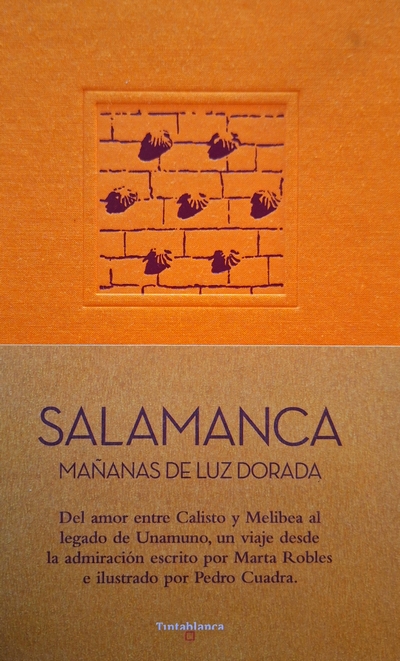 SALAMANCA
MAÑANAS DE LUZ DORADA
Del amor entre Calisto y Melibea al
legado de Unamuno, un viaje desde
la admiración escrito por Marta Robles
e ilustrado por Pedro Cuadra.
Tintablanca